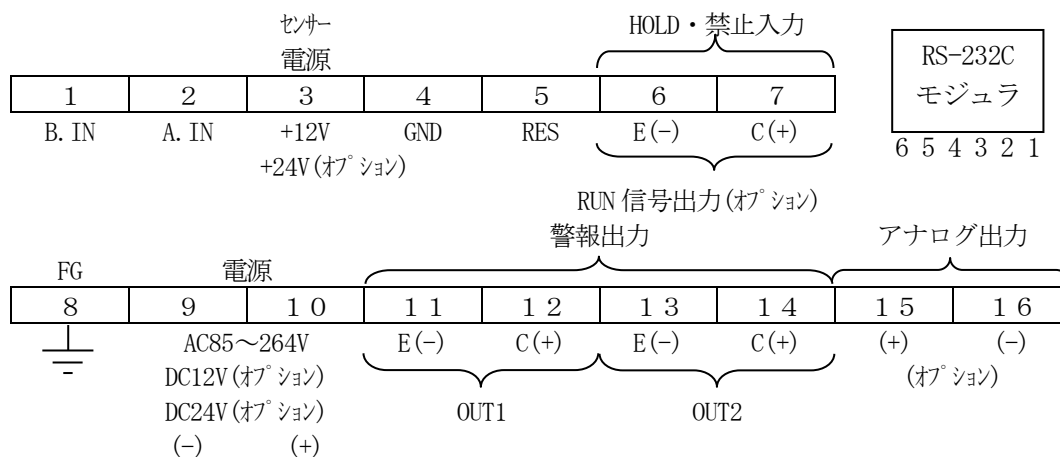 センサー HOLD・禁止入力
電源 RS-232C
モジュラ
1 2 3 4 5 6 7
B.IN A.IN +12V GND RES E(-) C(+)
+24V(オプション)
6 5 4 3 2 1
RUN 信号出力(オプション)
警報出力 アナログ出力
FG 電源
8 9 10 11 12 13 14 15 16
AC85～264V E(-) C(+) E(-) C(+) (+) (-)
DC12V(オプション) (オプション)
DC24V(オプション) OUT1 OUT2
(-) (+)